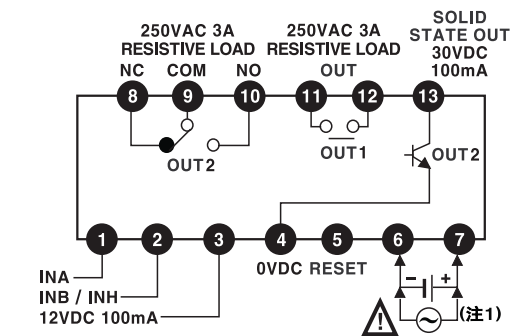 250VAC 3A
RESISTIVE LOAD
250VAC 3A
RESISTIVE LOAD
SOLID
STATE OUT
30VDC
100mA
NC COM NO
OUT
8 9 10 11 12 13
OUT2
OUT1
OUT2
1 2 3 4 5 6 7
0VDC RESET
INA
INB / INH
12VDC 100mA
- +
(注1)